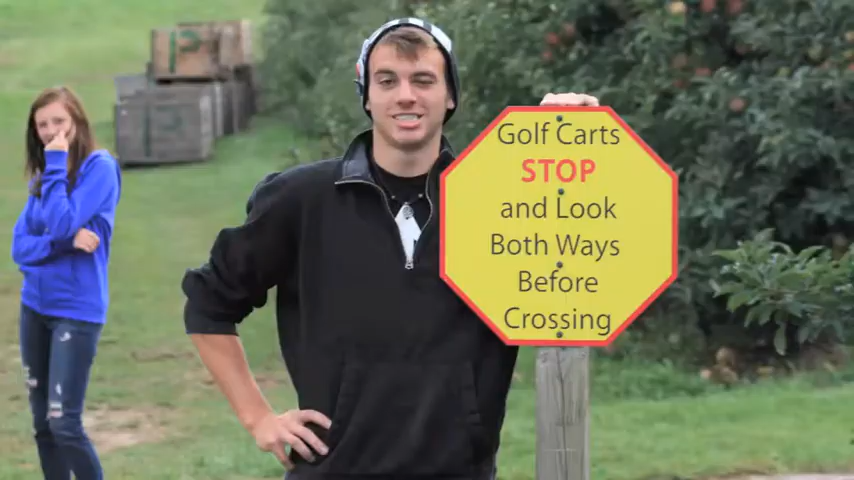 Golf Carts
STOP
and Look
Both Ways
Before
Crossing